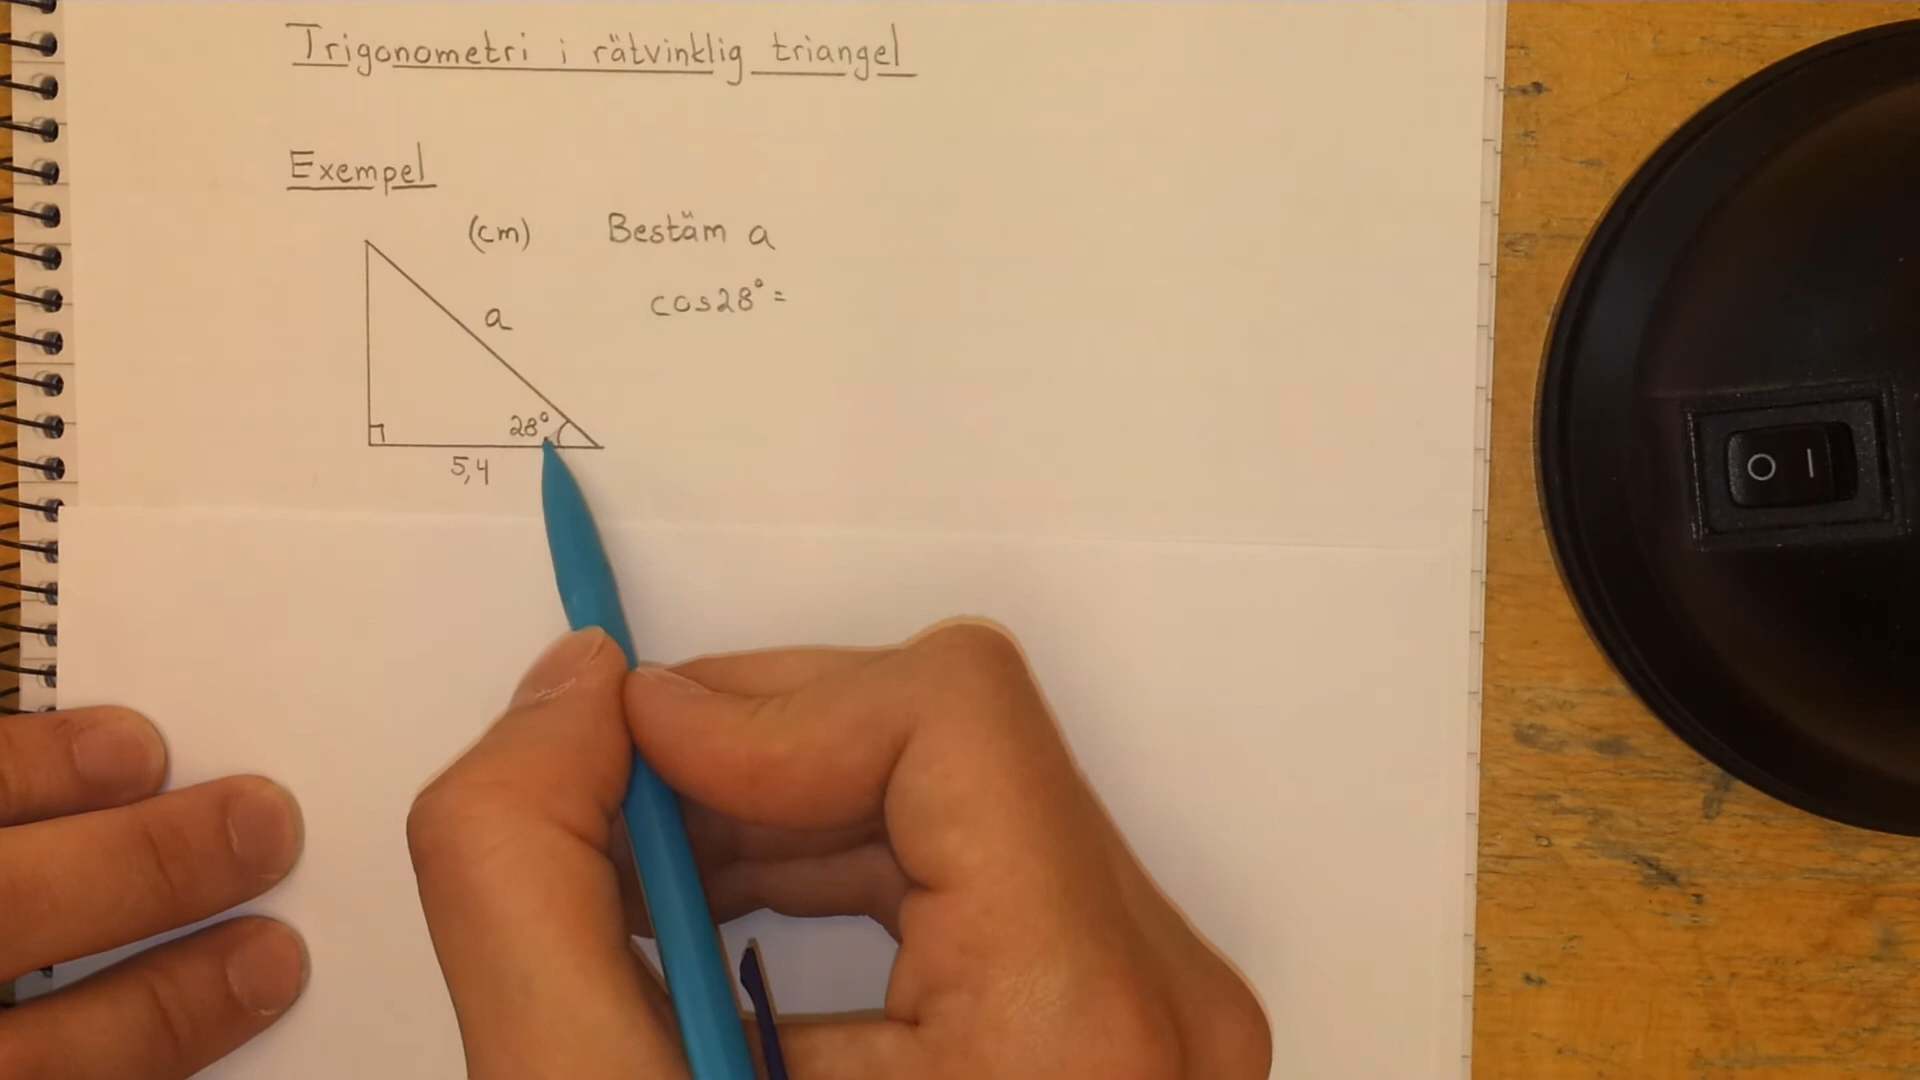 Trigonometri i rätvinklig triangel
Exempel
(cm) Bestäm a
cos28° =
a
28°
5,4
O I